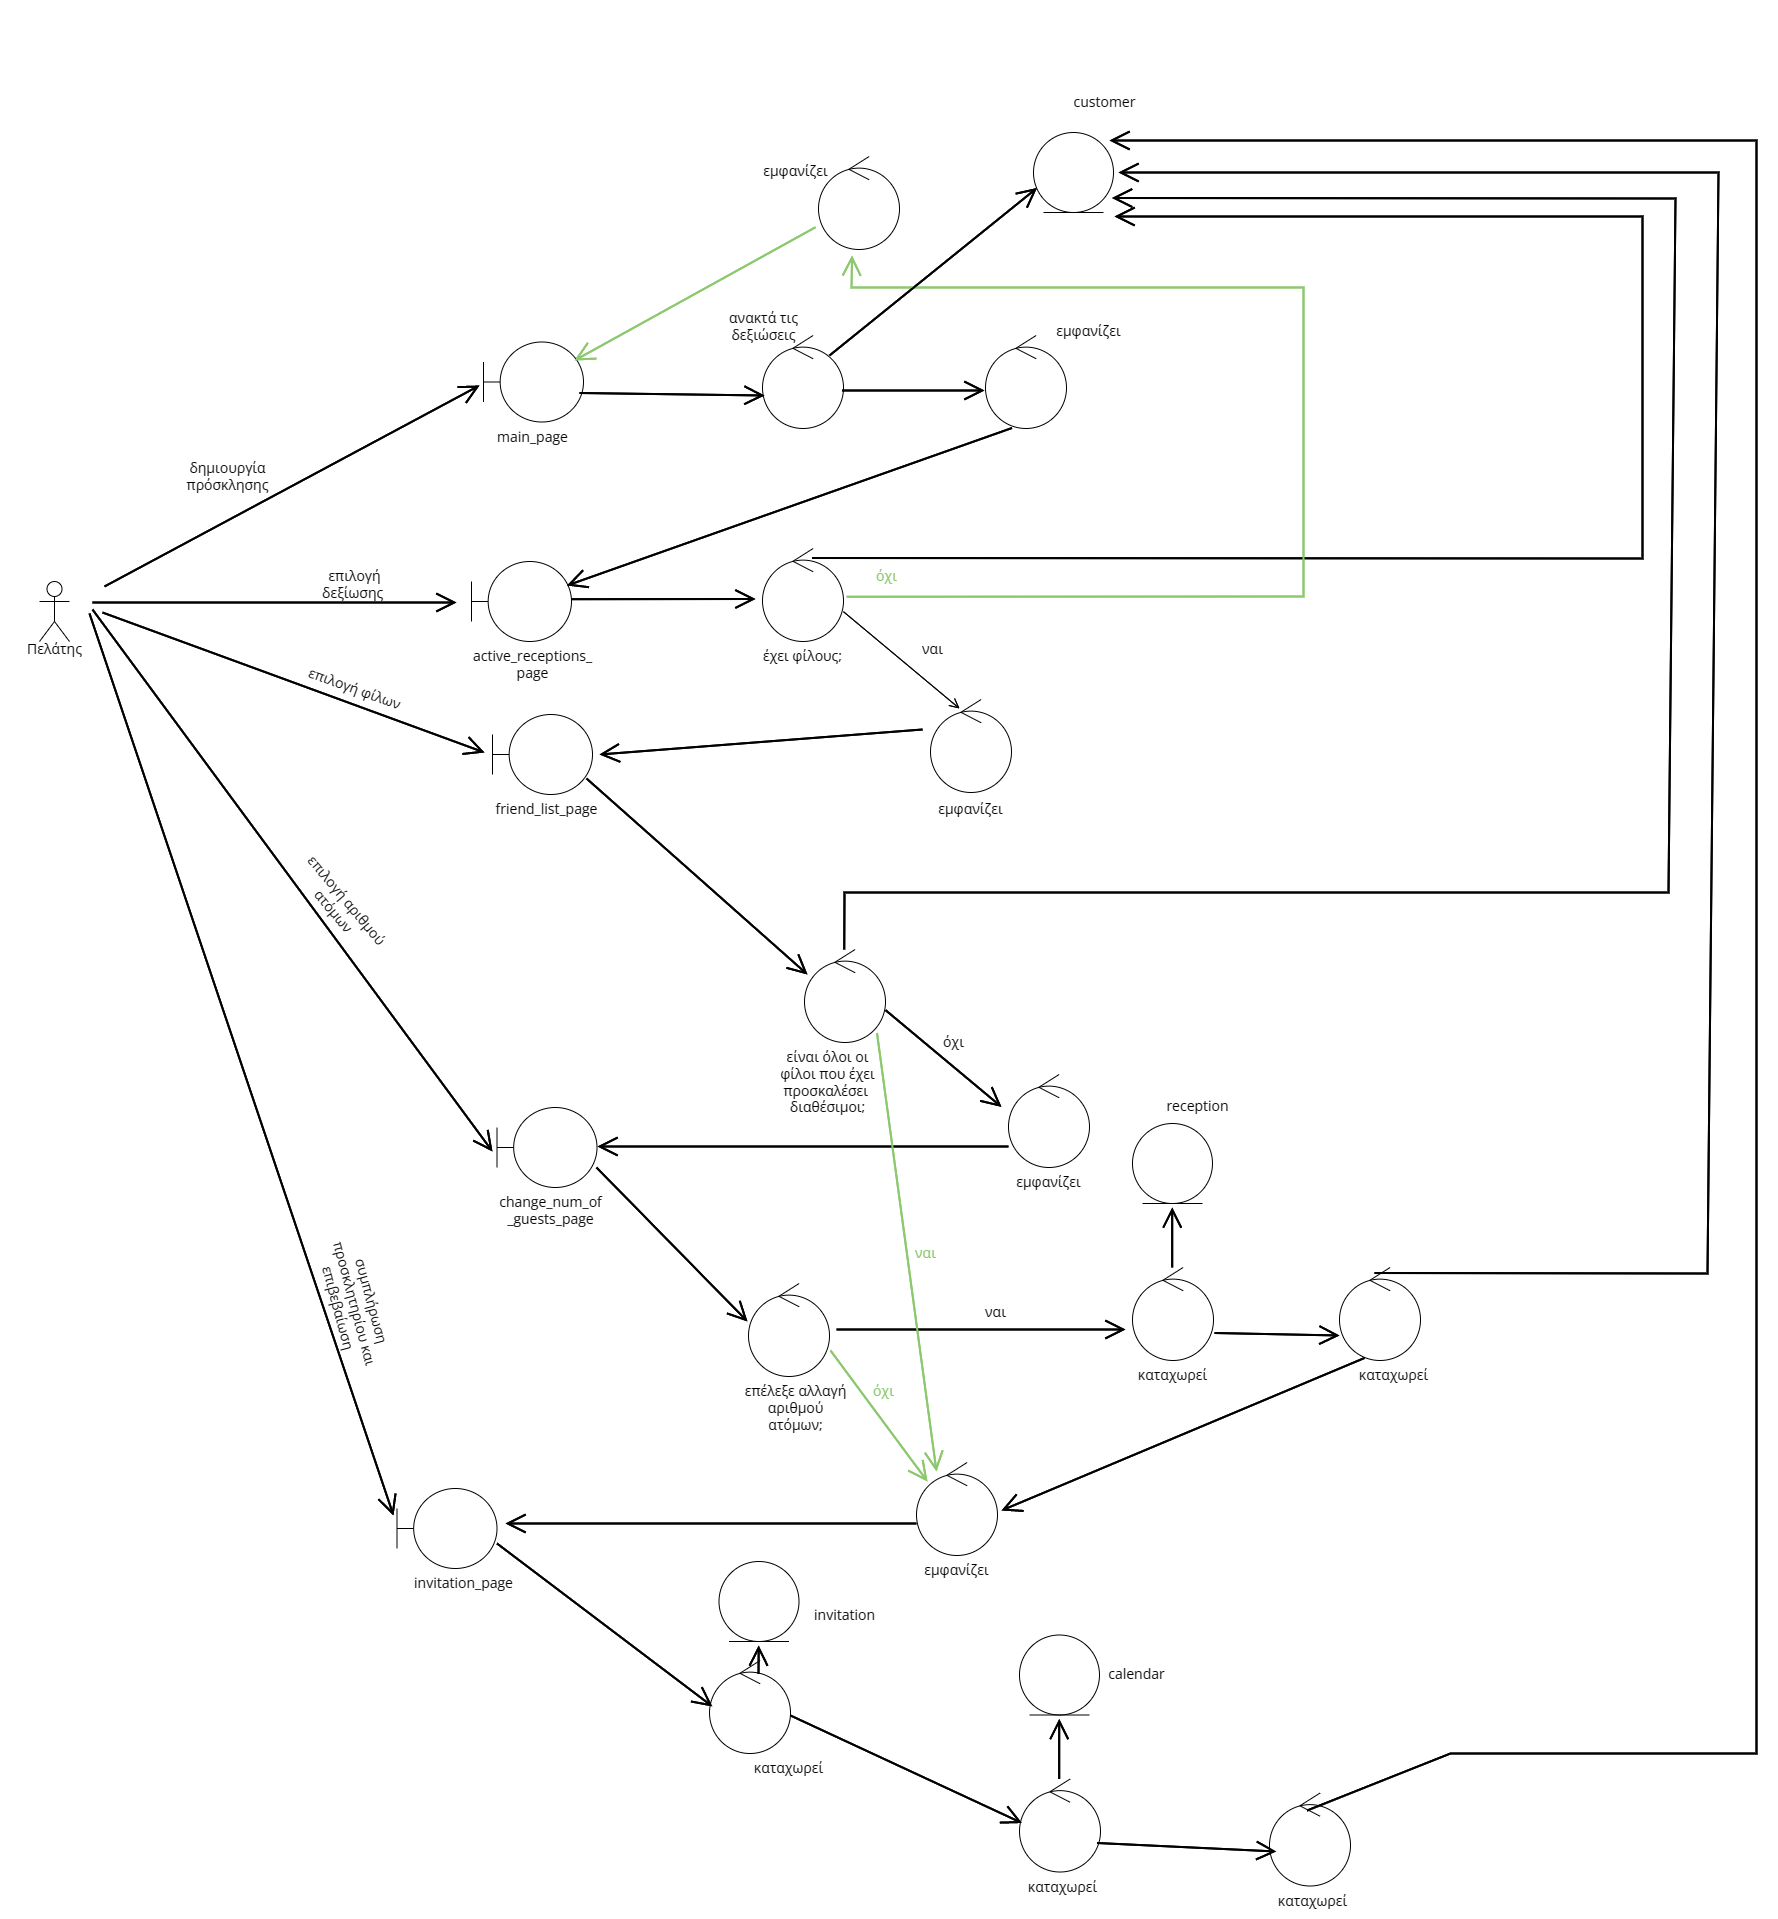 customer
εμφανίζει
ανακτά τις
δεξιώσεις
εμφανίζει
main_page
δημιουργία
πρόσκλησης
επιλογή
δεξίωσης
όχι
Πελάτης
active_receptions_
page
έχει φίλους;
ναι
επιλογή φίλων
friend_list_page
εμφανίζει
επιλογή αριθμού
ατόμων
όχι
είναι όλοι οι
φίλοι που έχει
προσκαλέσει
διαθέσιμοι;
reception
εμφανίζει
change_num_of
_guests_page
ναι
συμπλήρωση
προσκλητηρίου και
επιβεβαίωση
ναι
καταχωρεί
καταχωρεί
επέλεξε αλλαγή
αριθμού
ατόμων;
όχι
εμφανίζει
invitation_page
invitation
calendar
καταχωρεί
καταχωρεί
καταχωρεί